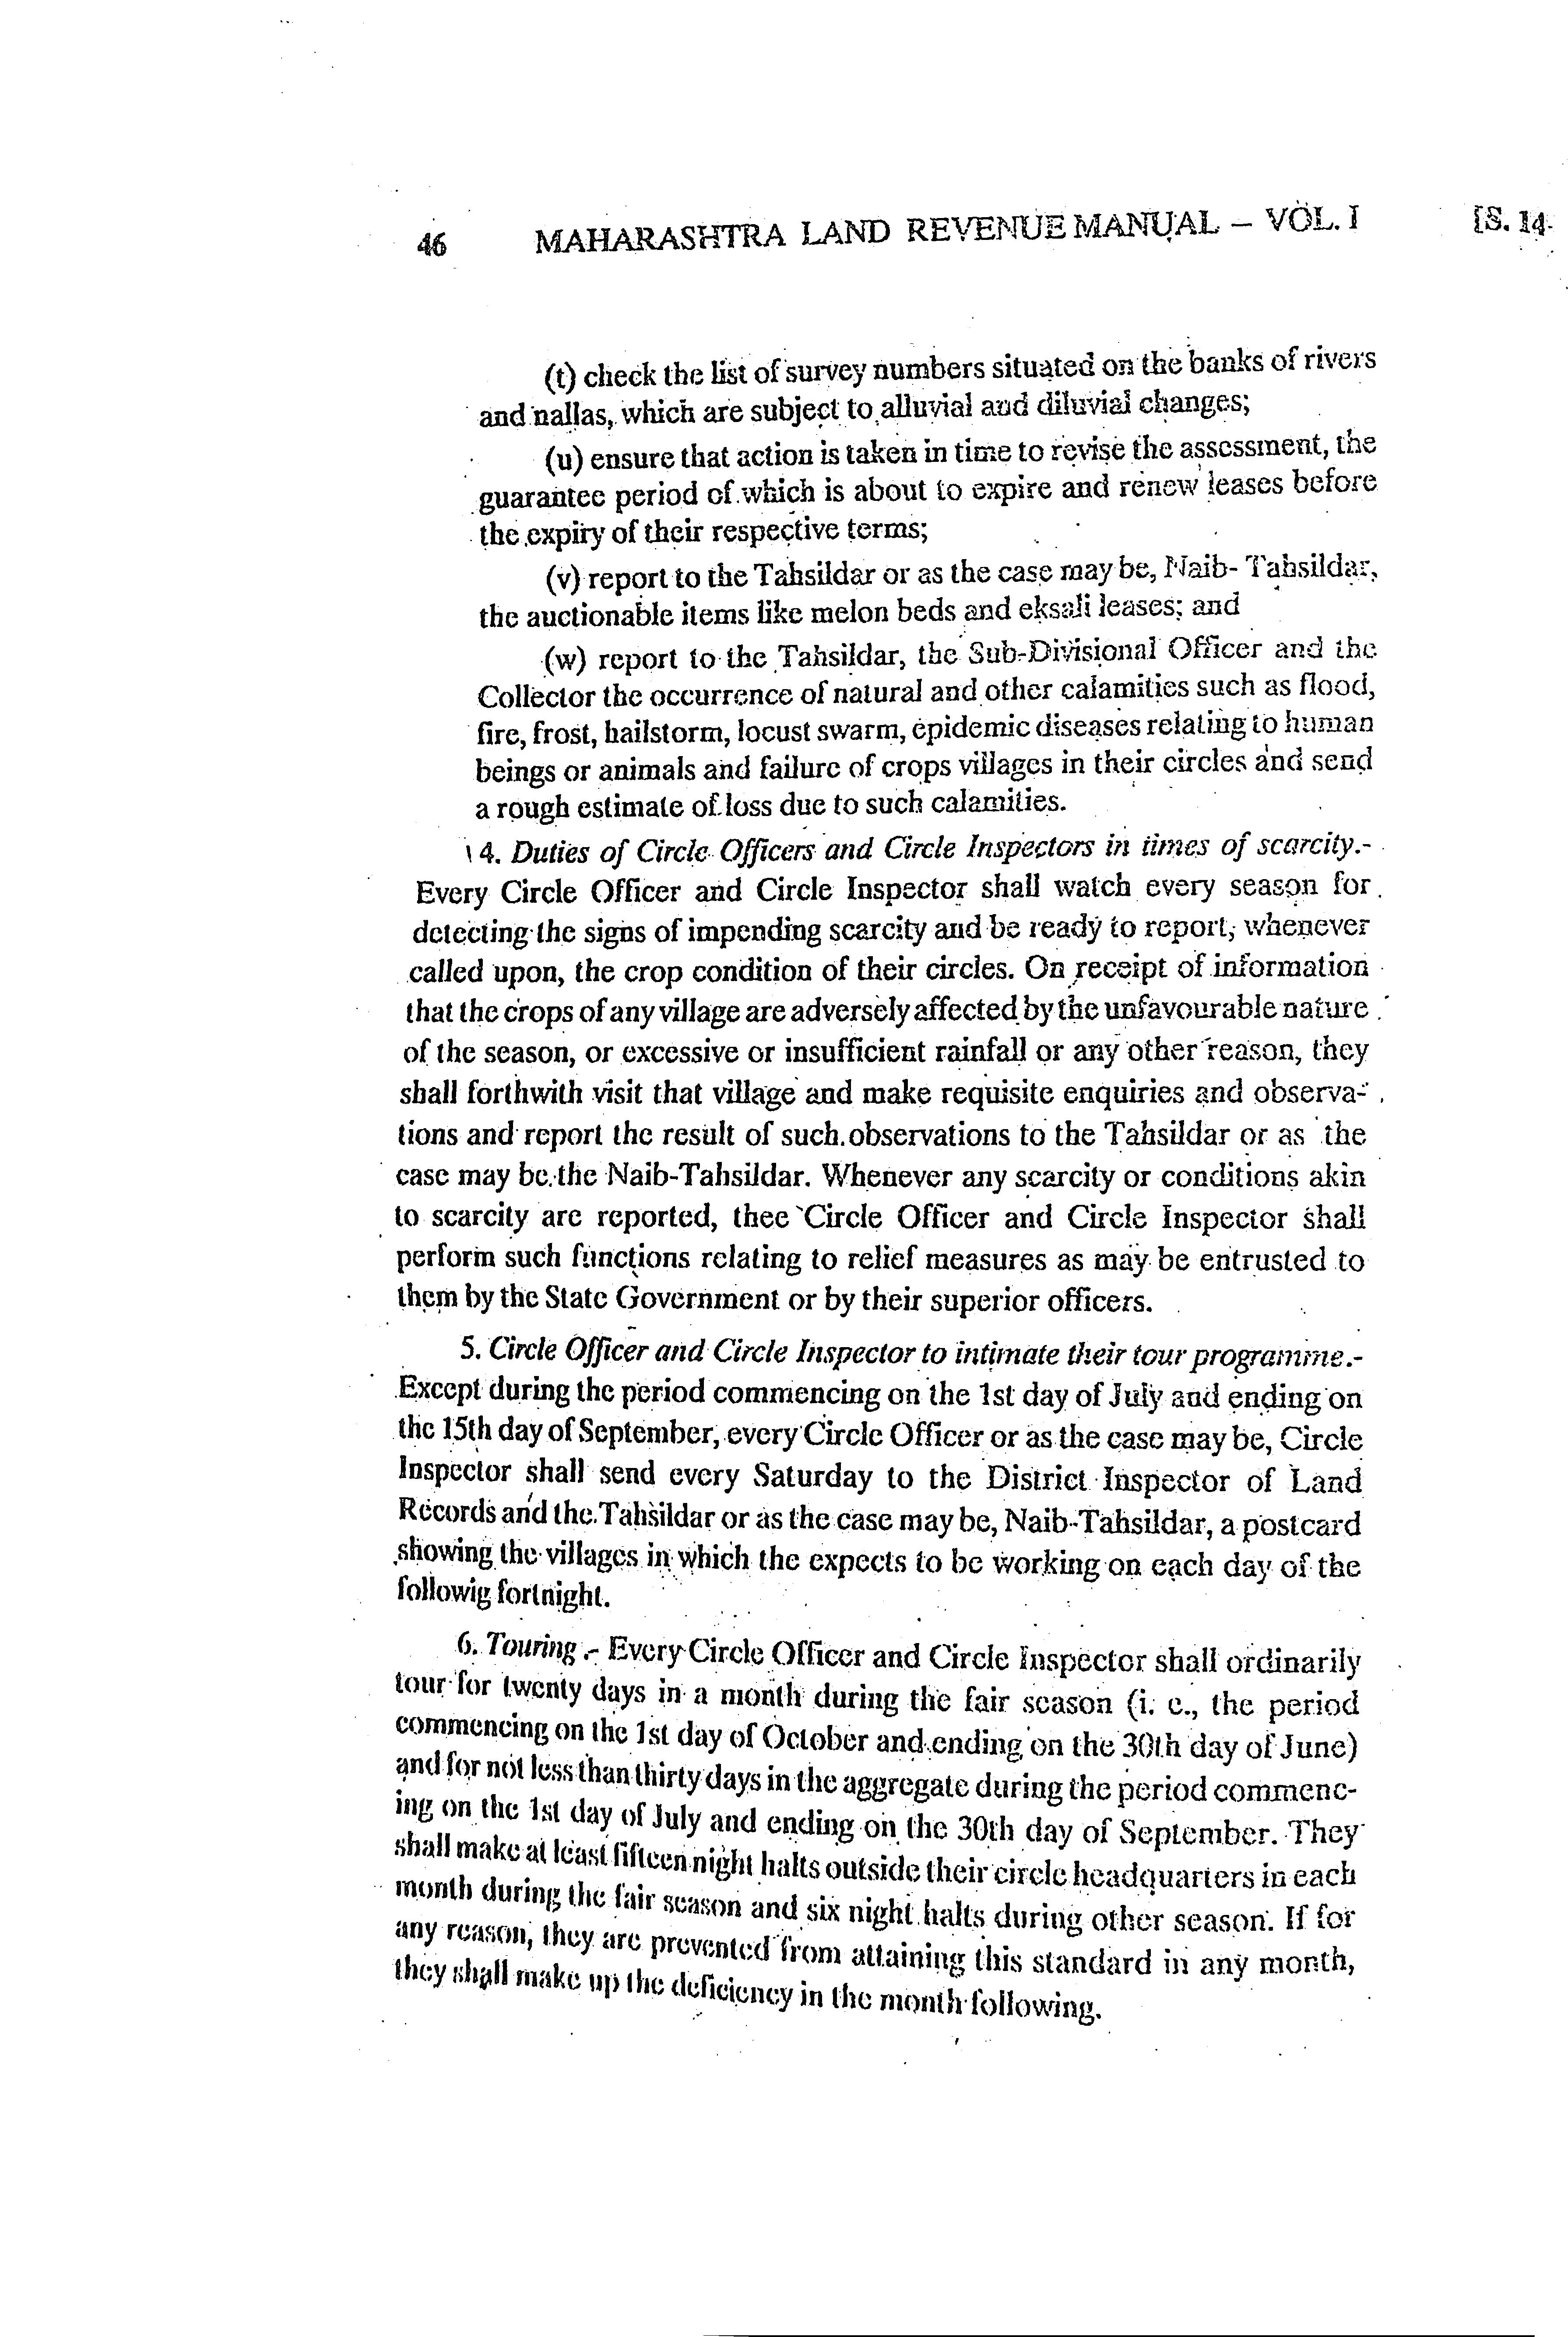 46 MAHARASHTRA LAND REVENUE MANUAL – VOL. I [S. 14
(t) check the list of survey numbers situated on the banks of rivers
and nallas, which are subject to alluvial and diluvial changes;
(u) ensure that action is taken in time to revise the assessment, the
guarantee period of which is about to expire and renew leases before
the expiry of their respective terms;
(v) report to the Tahsildar or as the case may be, Naib- Tahsildar,
the auctionable items like melon beds and eksali leases; and
(w) report to the Tahsildar, the Sub-Divisional Officer and the
Collector the occurrence of natural and other calamities such as flood,
fire, frost, hailstorm, locust swarm, epidemic diseases relating to human
beings or animals and failure of crops villages in their circles and send
a rough estimate of loss due to such calamities.
4. Duties of Circle Officers and Circle Inspectors in times of scarcity.-
Every Circle Officer and Circle Inspector shall watch every season for
detecting the signs of impending scarcity and be ready to report, whenever
called upon, the crop condition of their circles. On receipt of information
that the crops of any village are adversely affected by the unfavourable nature
of the season, or excessive or insufficient rainfall or any other reason, they
shall forthwith visit that village and make requisite enquiries and observa-
tions and report the result of such observations to the Tahsildar or as the
case may be the Naib-Tahsildar. Whenever any scarcity or conditions akin
to scarcity are reported, thee Circle Officer and Circle Inspector shall
perform such functions relating to relief measures as may be entrusted to
them by the State Government or by their superior officers.
5. Circle Officer and Circle Inspector to intimate their tour programme.-
Except during the period commencing on the 1st day of July and ending on
the 15th day of September, every Circle Officer or as the case may be, Circle
Inspector shall send every Saturday to the District Inspector of Land
Records and the Tahsildar or as the case may be, Naib-Tahsildar, a postcard
showing the villages in which the expects to be working on each day of the
followig fortnight.
6. Touring .- Every Circle Officer and Circle Inspector shall ordinarily
tour for twenty days in a month during the fair season (i. e., the period
commencing on the 1st day of October and ending on the 30th day of June)
and for not less than thirty days in the aggregate during the period commenc-
ing on the 1st day of July and ending on the 30th day of September. They
shall make at least fifteen night halts outside their circle headquarters in each
month during the fair season and six night halts during other season. If for
any reason, they are prevented from attaining this standard in any month,
they shall make up the deficiency in the month following.